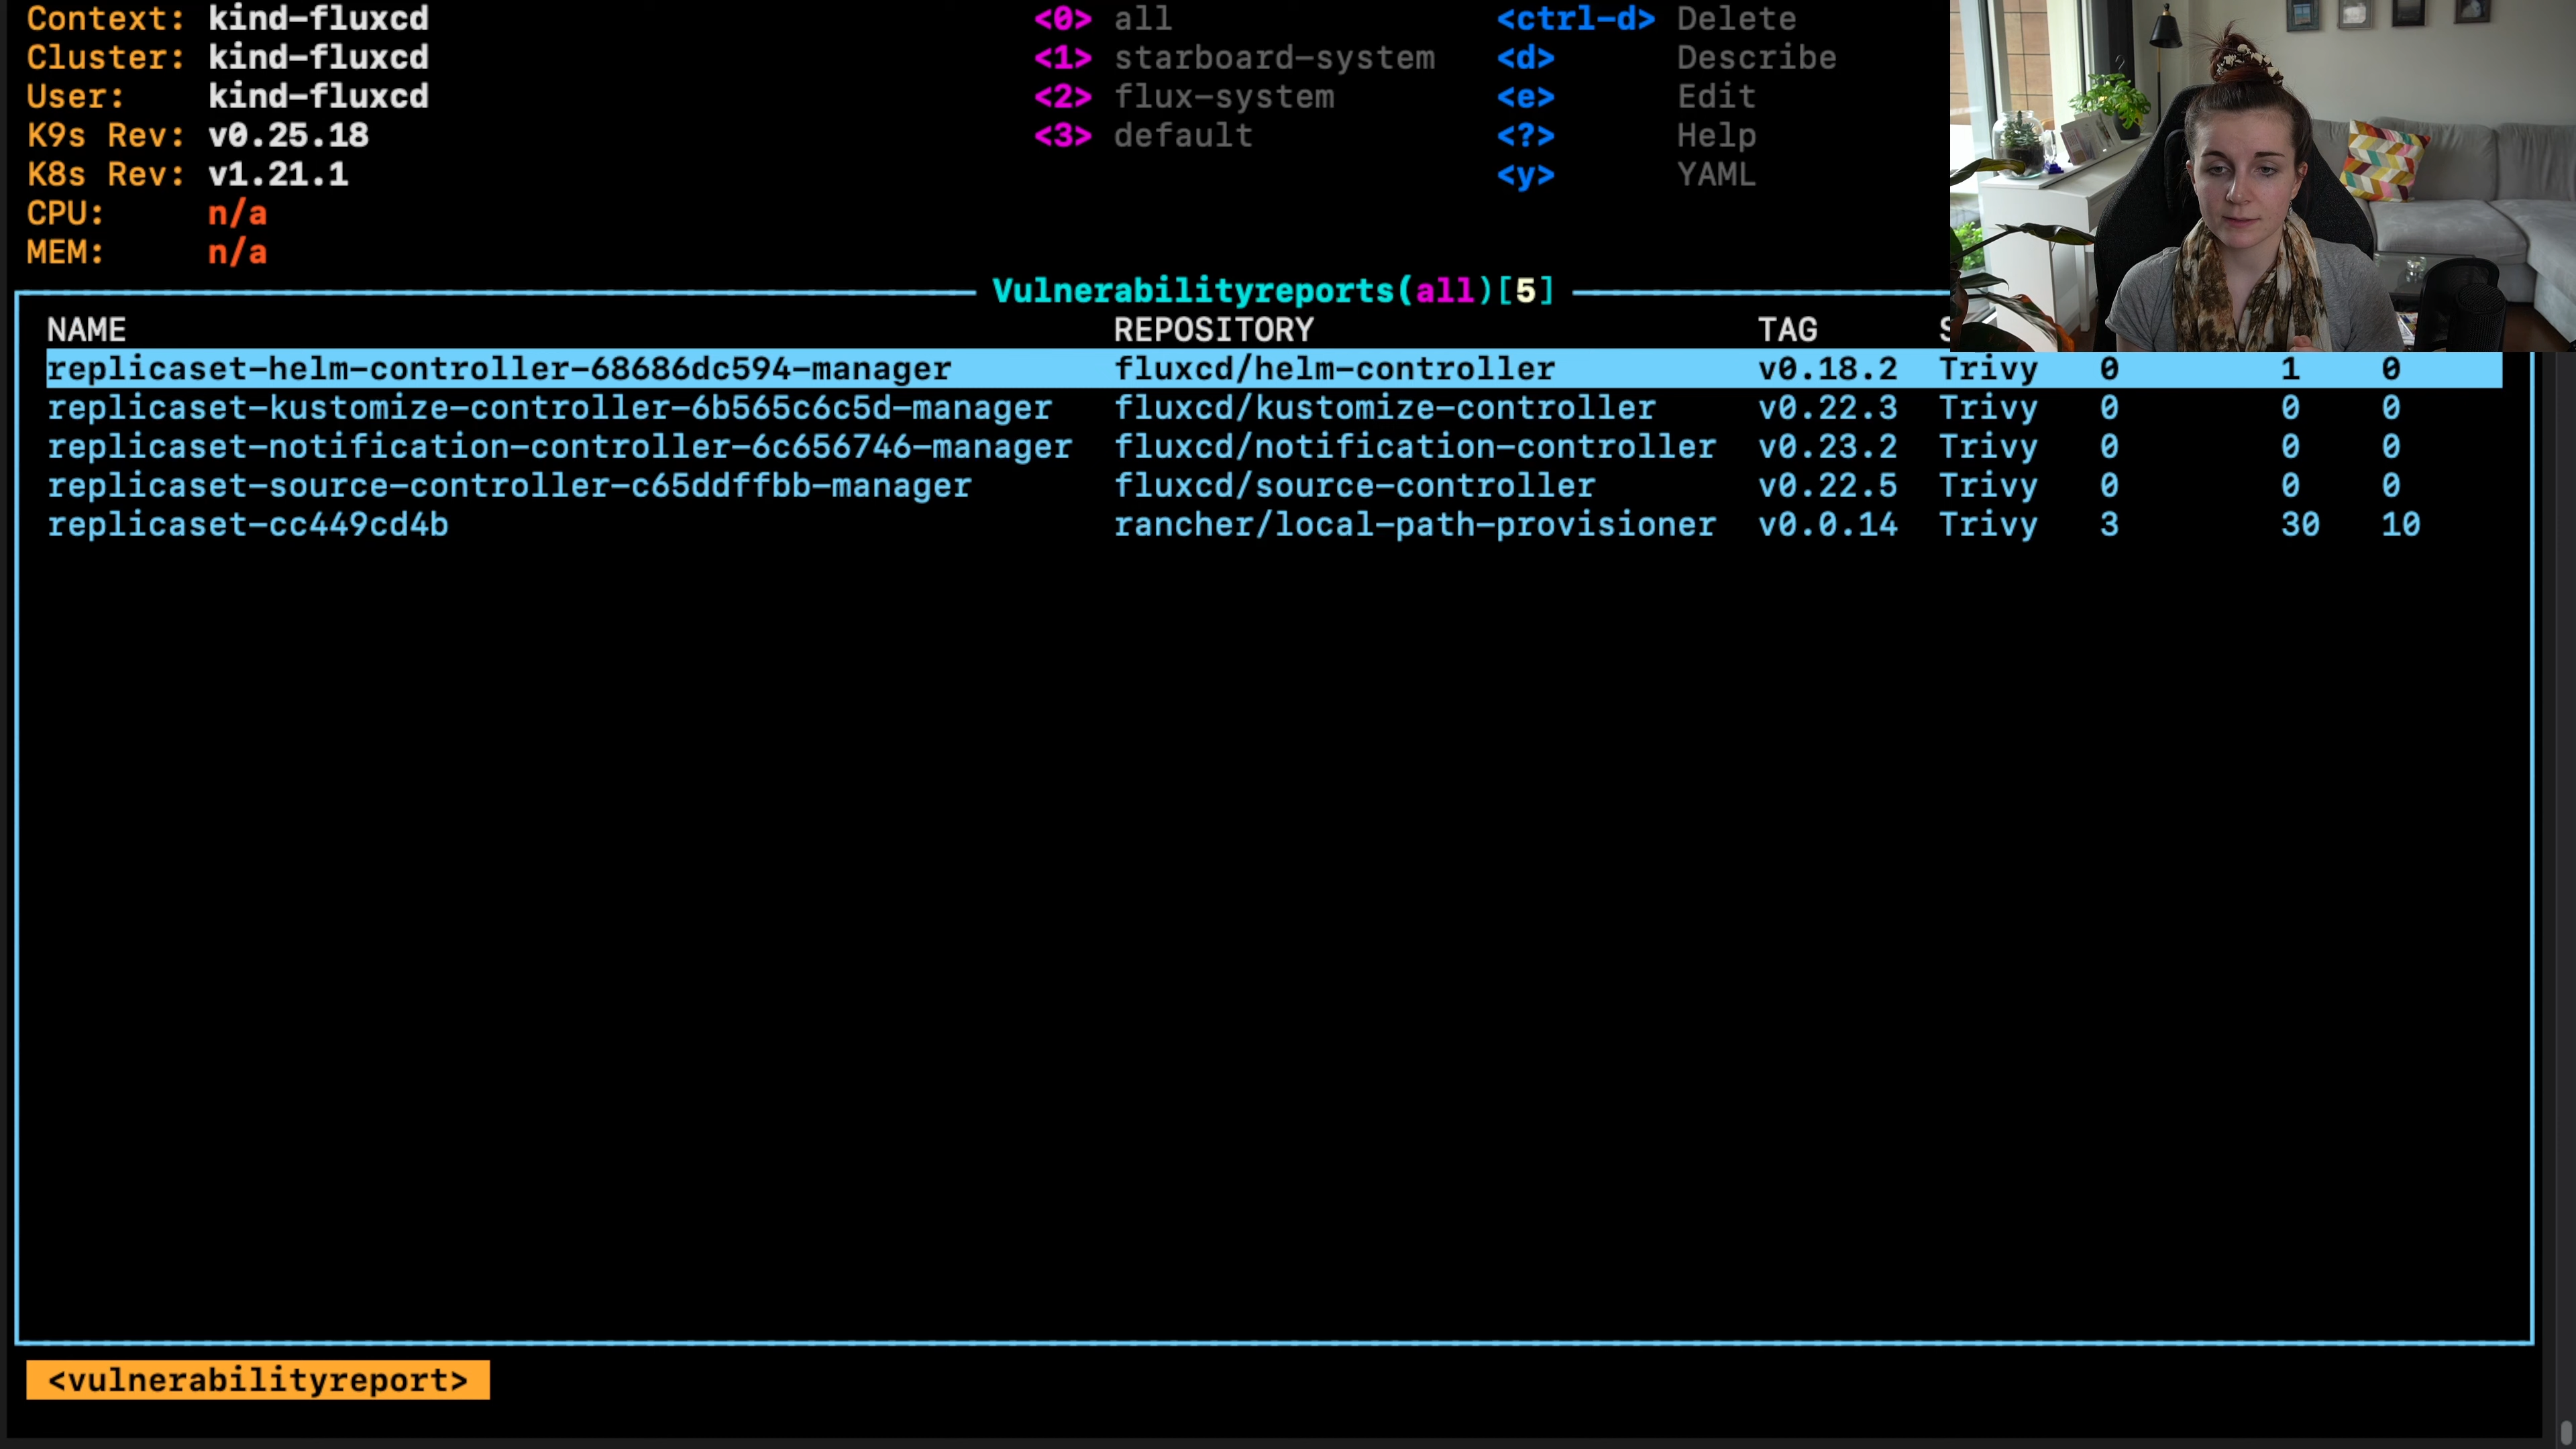 Context: kind-fluxcd
Cluster: kind-fluxcd
User: kind-fluxcd
K9s Rev: v0.25.18
K8s Rev: v1.21.1
CPU: n/a
MEM: n/a
<0> all
<1> starboard-system
<2> flux-system
<3> default
<ctrl-d> Delete
<d> Describe
<e> Edit
<?> Help
<y> YAML
Vulnerabilityreports(all)[5]
NAME REPOSITORY TAG
replicaset-helm-controller-68686dc594-manager fluxcd/helm-controller v0.18.2 Trivy 0 1 0
replicaset-kustomize-controller-6b565c6c5d-manager fluxcd/kustomize-controller v0.22.3 Trivy 0 0 0
replicaset-notification-controller-6c656746-manager fluxcd/notification-controller v0.23.2 Trivy 0 0 0
replicaset-source-controller-c65ddffbb-manager fluxcd/source-controller v0.22.5 Trivy 0 0 0
replicaset-cc449cd4b rancher/local-path-provisioner v0.0.14 Trivy 3 30 10
<vulnerabilityreport>